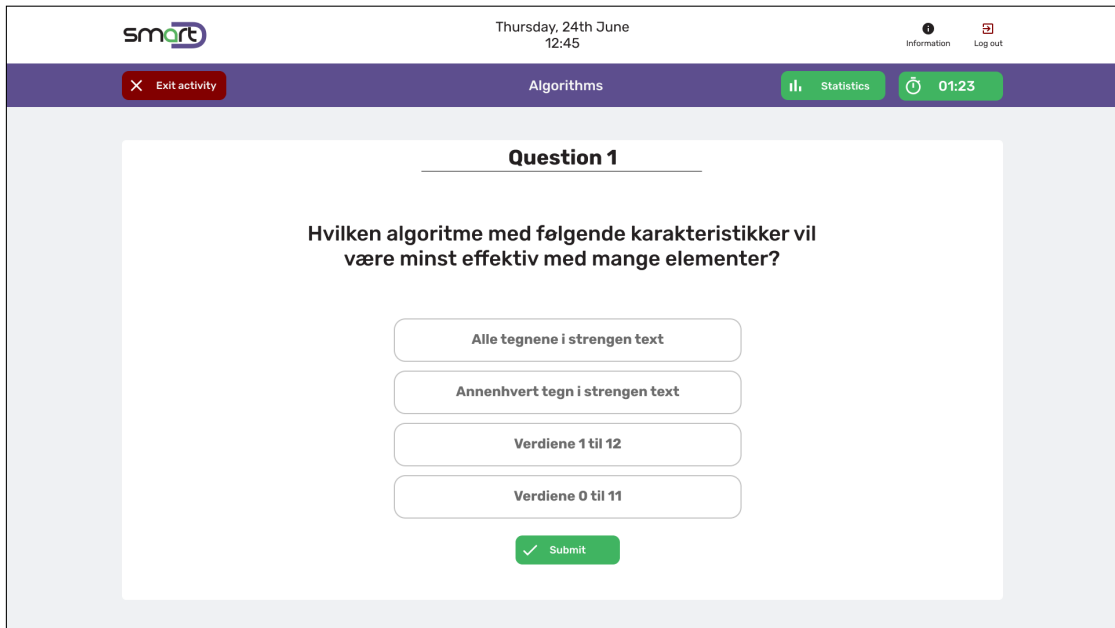 smart
Thursday, 24th June
12:45
Information
Log out
Exit activity
Algorithms
Statistics
01:23
Question 1
Hvilken algoritme med følgende karakteristikker vil
være minst effektiv med mange elementer?
Alle tegnene i strengen text
Annenhvert tegn i strengen text
Verdiene 1 til 12
Verdiene 0 til 11
Submit